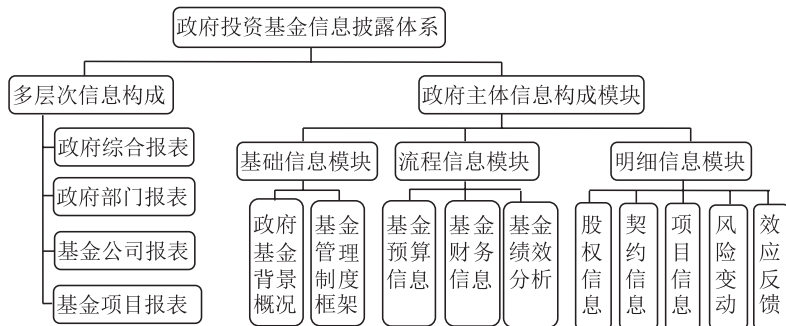 政府投资基金信息披露体系
多层次信息构成
政府主体信息构成模块
政府综合报表
政府部门报表
基金公司报表
基金项目报表
基础信息模块
流程信息模块
明细信息模块
政府
基金
背景
概况
基金
管理
制度
框架
基金
预算
信息
基金
财务
信息
基金
绩效
分析
股权信息
契约信息
项目信息
风险变动
效应反馈